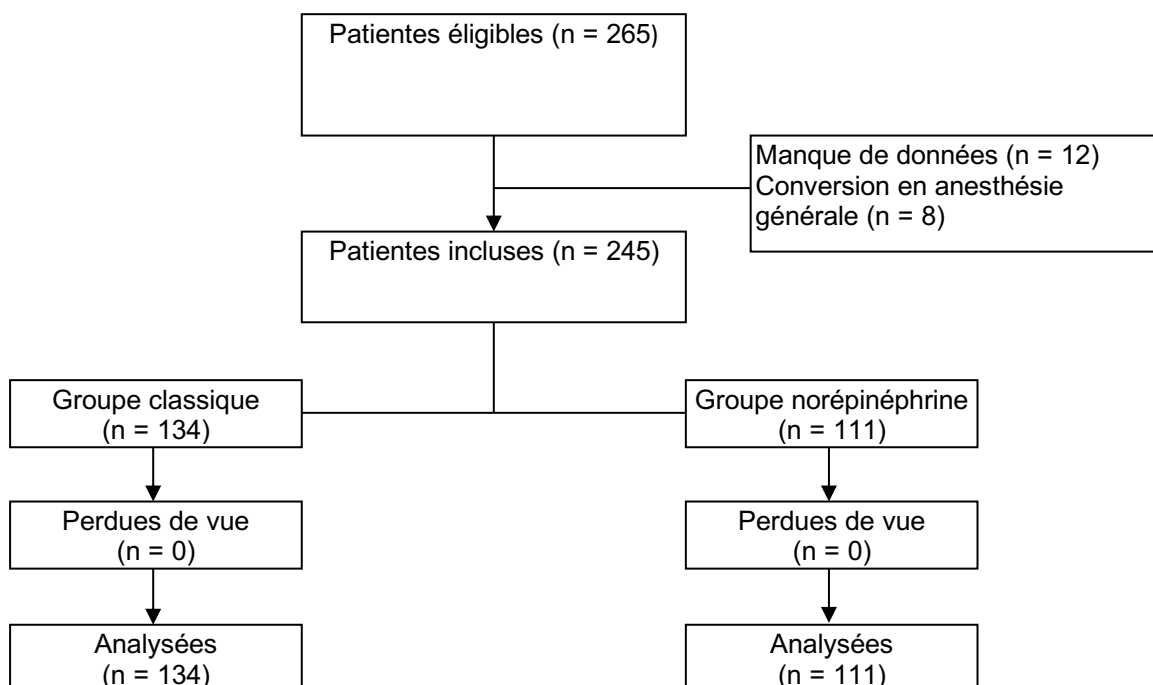 Patientes éligibles (n = 265)
Manque de données (n = 12)
Conversion en anesthésie
générale (n = 8)
Patientes incluses (n = 245)
Groupe classique
(n = 134)
Groupe norépinéphrine
(n = 111)
Perdues de vue
(n = 0)
Perdues de vue
(n = 0)
Analysées
(n = 134)
Analysées
(n = 111)